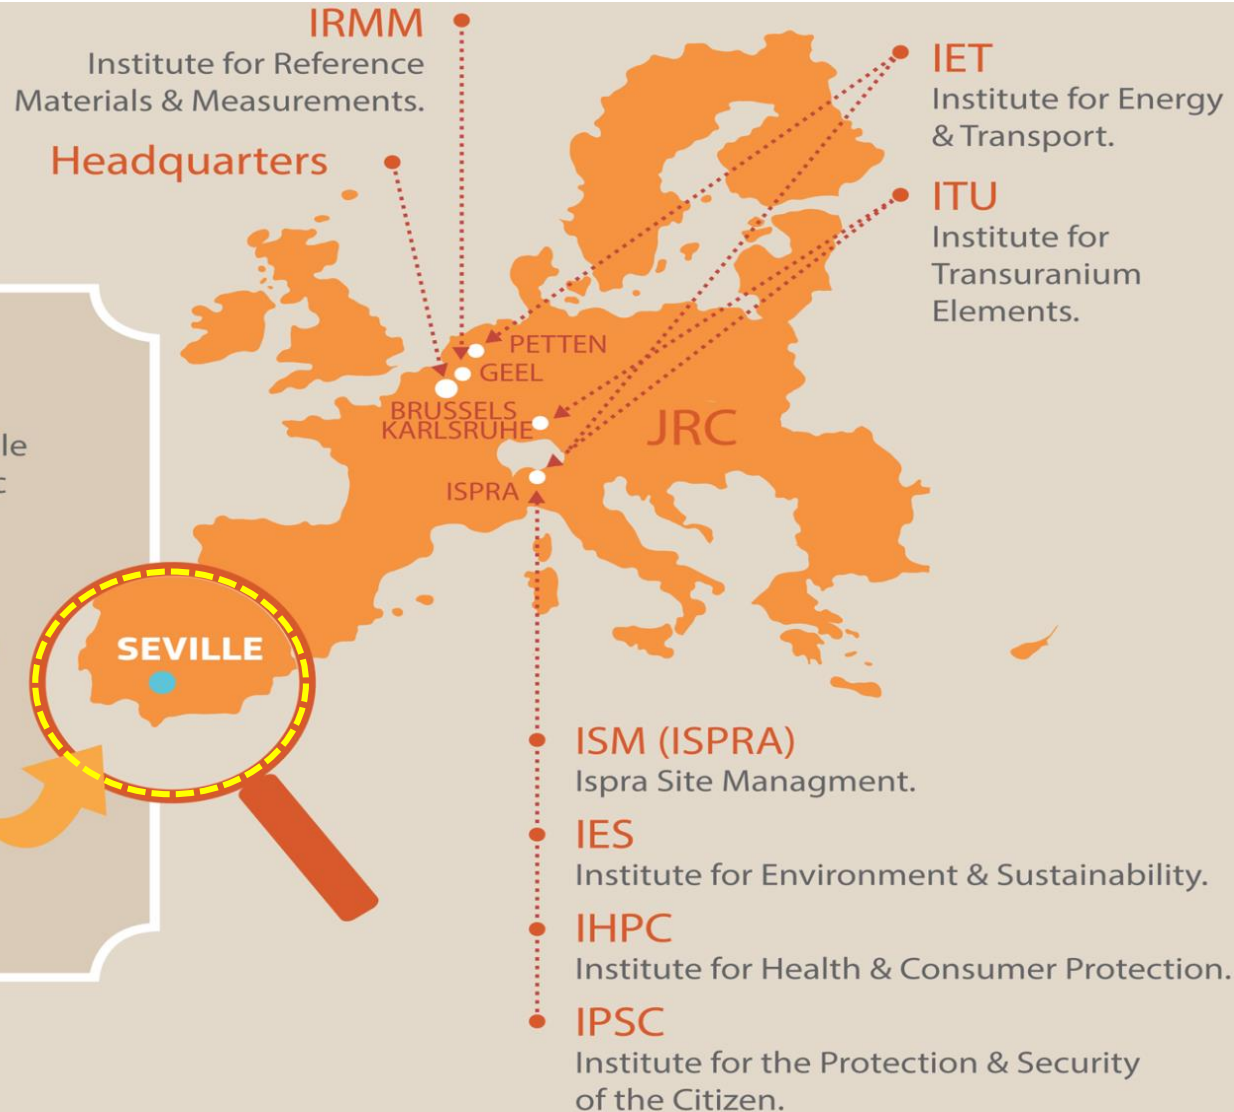 IRMM
Institute for Reference
Materials & Measurements.
Headquarters
IET
Institute for Energy
& Transport.
ITU
Institute for
Transuranium
Elements.
PETTEN
GEEL
BRUSSELS
KARLSRUHE
JRC
ISPRA
le
c
SEVILLE
ISM (ISPRA)
Ispra Site Managment.
IES
Institute for Environment & Sustainability.
IHPC
Institute for Health & Consumer Protection.
IPSC
Institute for the Protection & Security
of the Citizen.